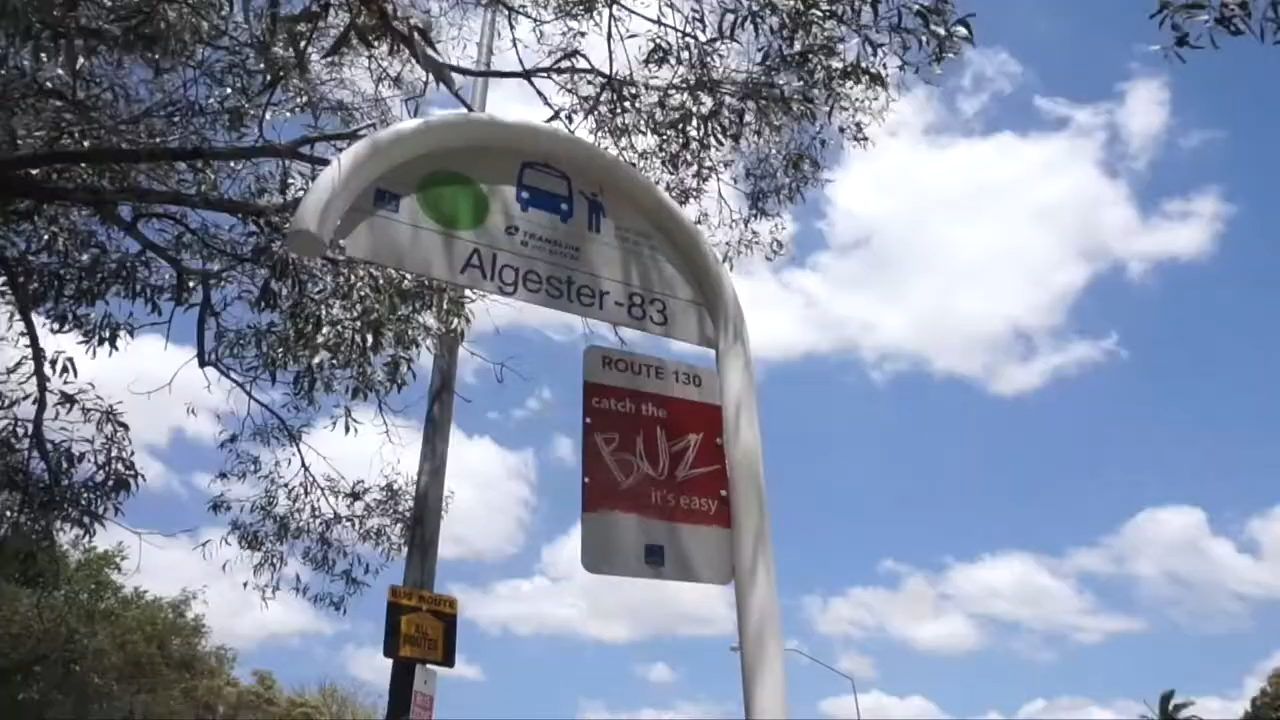 TRANSLINK
Algester-83
ROUTE 130
catch the
BUZ
it's easy
BUS ROUTE
ALL
ROUTES